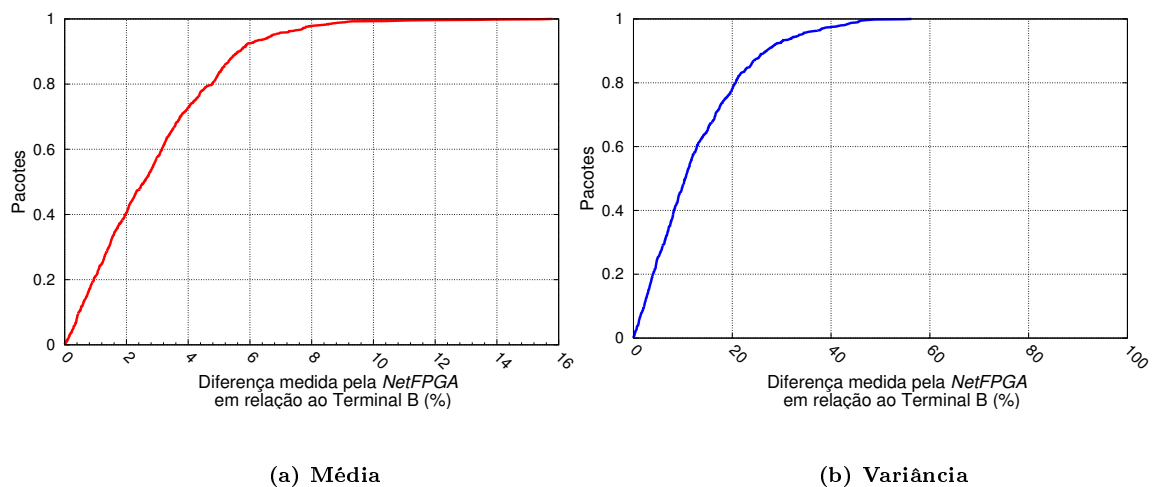 1
0.8
0.6
0.4
0.2
0
Pacotes
0 2 4 6 8 10 12 14 16
Diferença medida pela NetFPGA
em relação ao Terminal B (%)
(a) Média
1
0.8
0.6
0.4
0.2
0
Pacotes
0 20 40 60 80 100
Diferença medida pela NetFPGA
em relação ao Terminal B (%)
(b) Variância